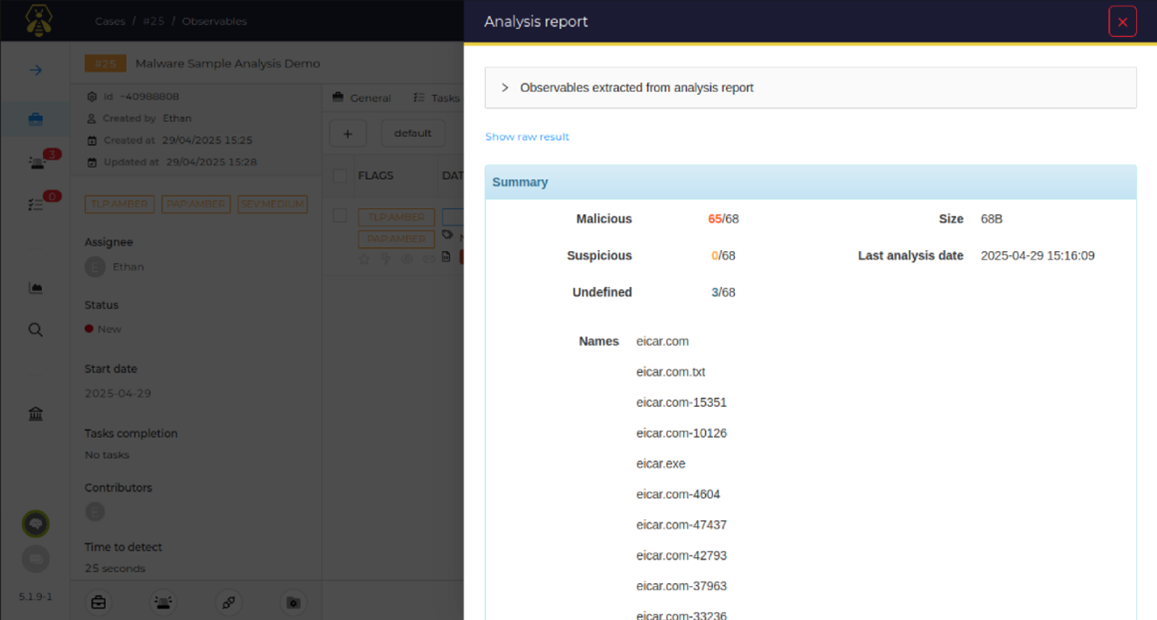 Cases / #25 / Observables
Analysis report
#25 Malware Sample Analysis Demo
Id ~40988808
Created by Ethan
Created at 29/04/2025 15:25
Updated at 29/04/2025 15:28
TLP:AMBER PAP:AMBER SEV:MEDIUM
Assignee
E Ethan
Status
New
Start date
2025-04-29
Tasks completion
No tasks
Contributors
E
Time to detect
25 seconds
3
0
5.1.9-1
General Tasks
+ default
FLAGS DAT
TLP:AMBER
PAP:AMBER
Observables extracted from analysis report
Show raw result
Summary
Malicious 65/68 Size 68B
Suspicious 0/68 Last analysis date 2025-04-29 15:16:09
Undefined 3/68
Names eicar.com
eicar.com.txt
eicar.com-15351
eicar.com-10126
eicar.exe
eicar.com-4604
eicar.com-47437
eicar.com-42793
eicar.com-37963
eicar.com-33236